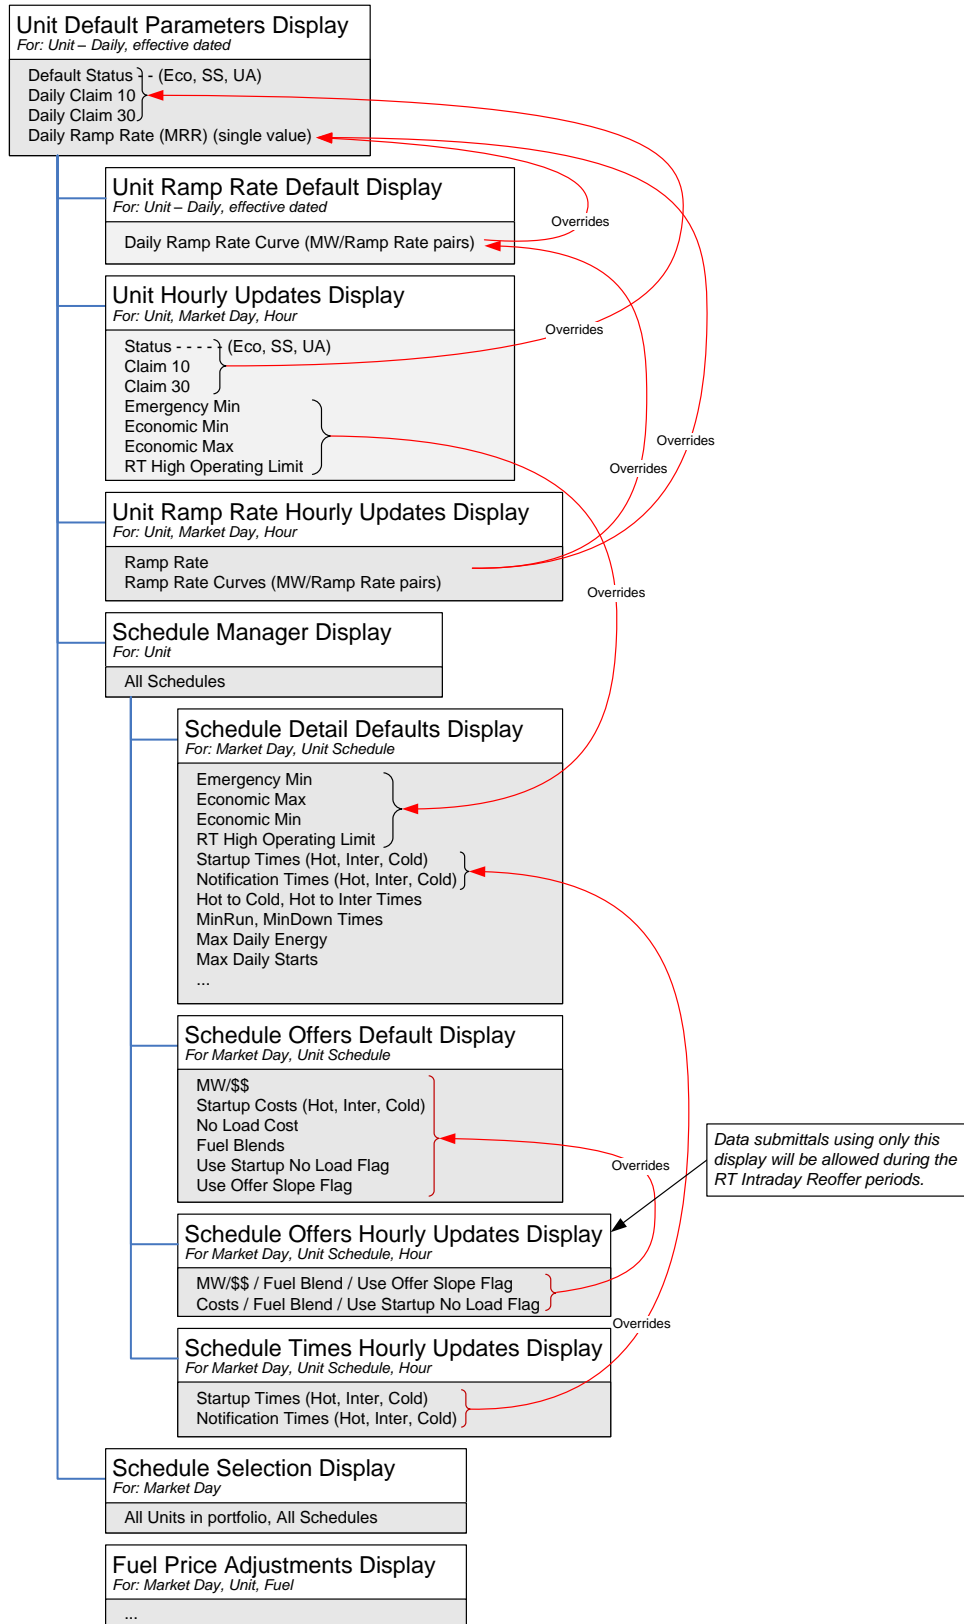 Unit Default Parameters Display
For: Unit – Daily, effective dated
Default Status - - (Eco, SS, UA)
Daily Claim 10
Daily Claim 30
Daily Ramp Rate (MRR) (single value)
Unit Ramp Rate Default Display
For: Unit – Daily, effective dated
Daily Ramp Rate Curve (MW/Ramp Rate pairs)
Overrides
Unit Hourly Updates Display
For: Unit, Market Day, Hour
Status - - - - - (Eco, SS, UA)
Claim 10
Claim 30
Emergency Min
Economic Min
Economic Max
RT High Operating Limit
Overrides
Overrides
Overrides
Unit Ramp Rate Hourly Updates Display
For: Unit, Market Day, Hour
Ramp Rate
Ramp Rate Curves (MW/Ramp Rate pairs)
Overrides
Schedule Manager Display
For: Unit
All Schedules
Schedule Detail Defaults Display
For: Market Day, Unit Schedule
Emergency Min
Economic Max
Economic Min
RT High Operating Limit
Startup Times (Hot, Inter, Cold)
Notification Times (Hot, Inter, Cold)
Hot to Cold, Hot to Inter Times
MinRun, MinDown Times
Max Daily Energy
Max Daily Starts
...
Schedule Offers Default Display
For Market Day, Unit Schedule
MW/$$
Startup Costs (Hot, Inter, Cold)
No Load Cost
Fuel Blends
Use Startup No Load Flag
Use Offer Slope Flag
Overrides
Data submittals using only this
display will be allowed during the
RT Intraday Reoffer periods.
Schedule Offers Hourly Updates Display
For Market Day, Unit Schedule, Hour
MW/$$ / Fuel Blend / Use Offer Slope Flag
Costs / Fuel Blend / Use Startup No Load Flag
Overrides
Schedule Times Hourly Updates Display
For Market Day, Unit Schedule, Hour
Startup Times (Hot, Inter, Cold)
Notification Times (Hot, Inter, Cold)
Schedule Selection Display
For: Market Day
All Units in portfolio, All Schedules
Fuel Price Adjustments Display
For: Market Day, Unit, Fuel
...